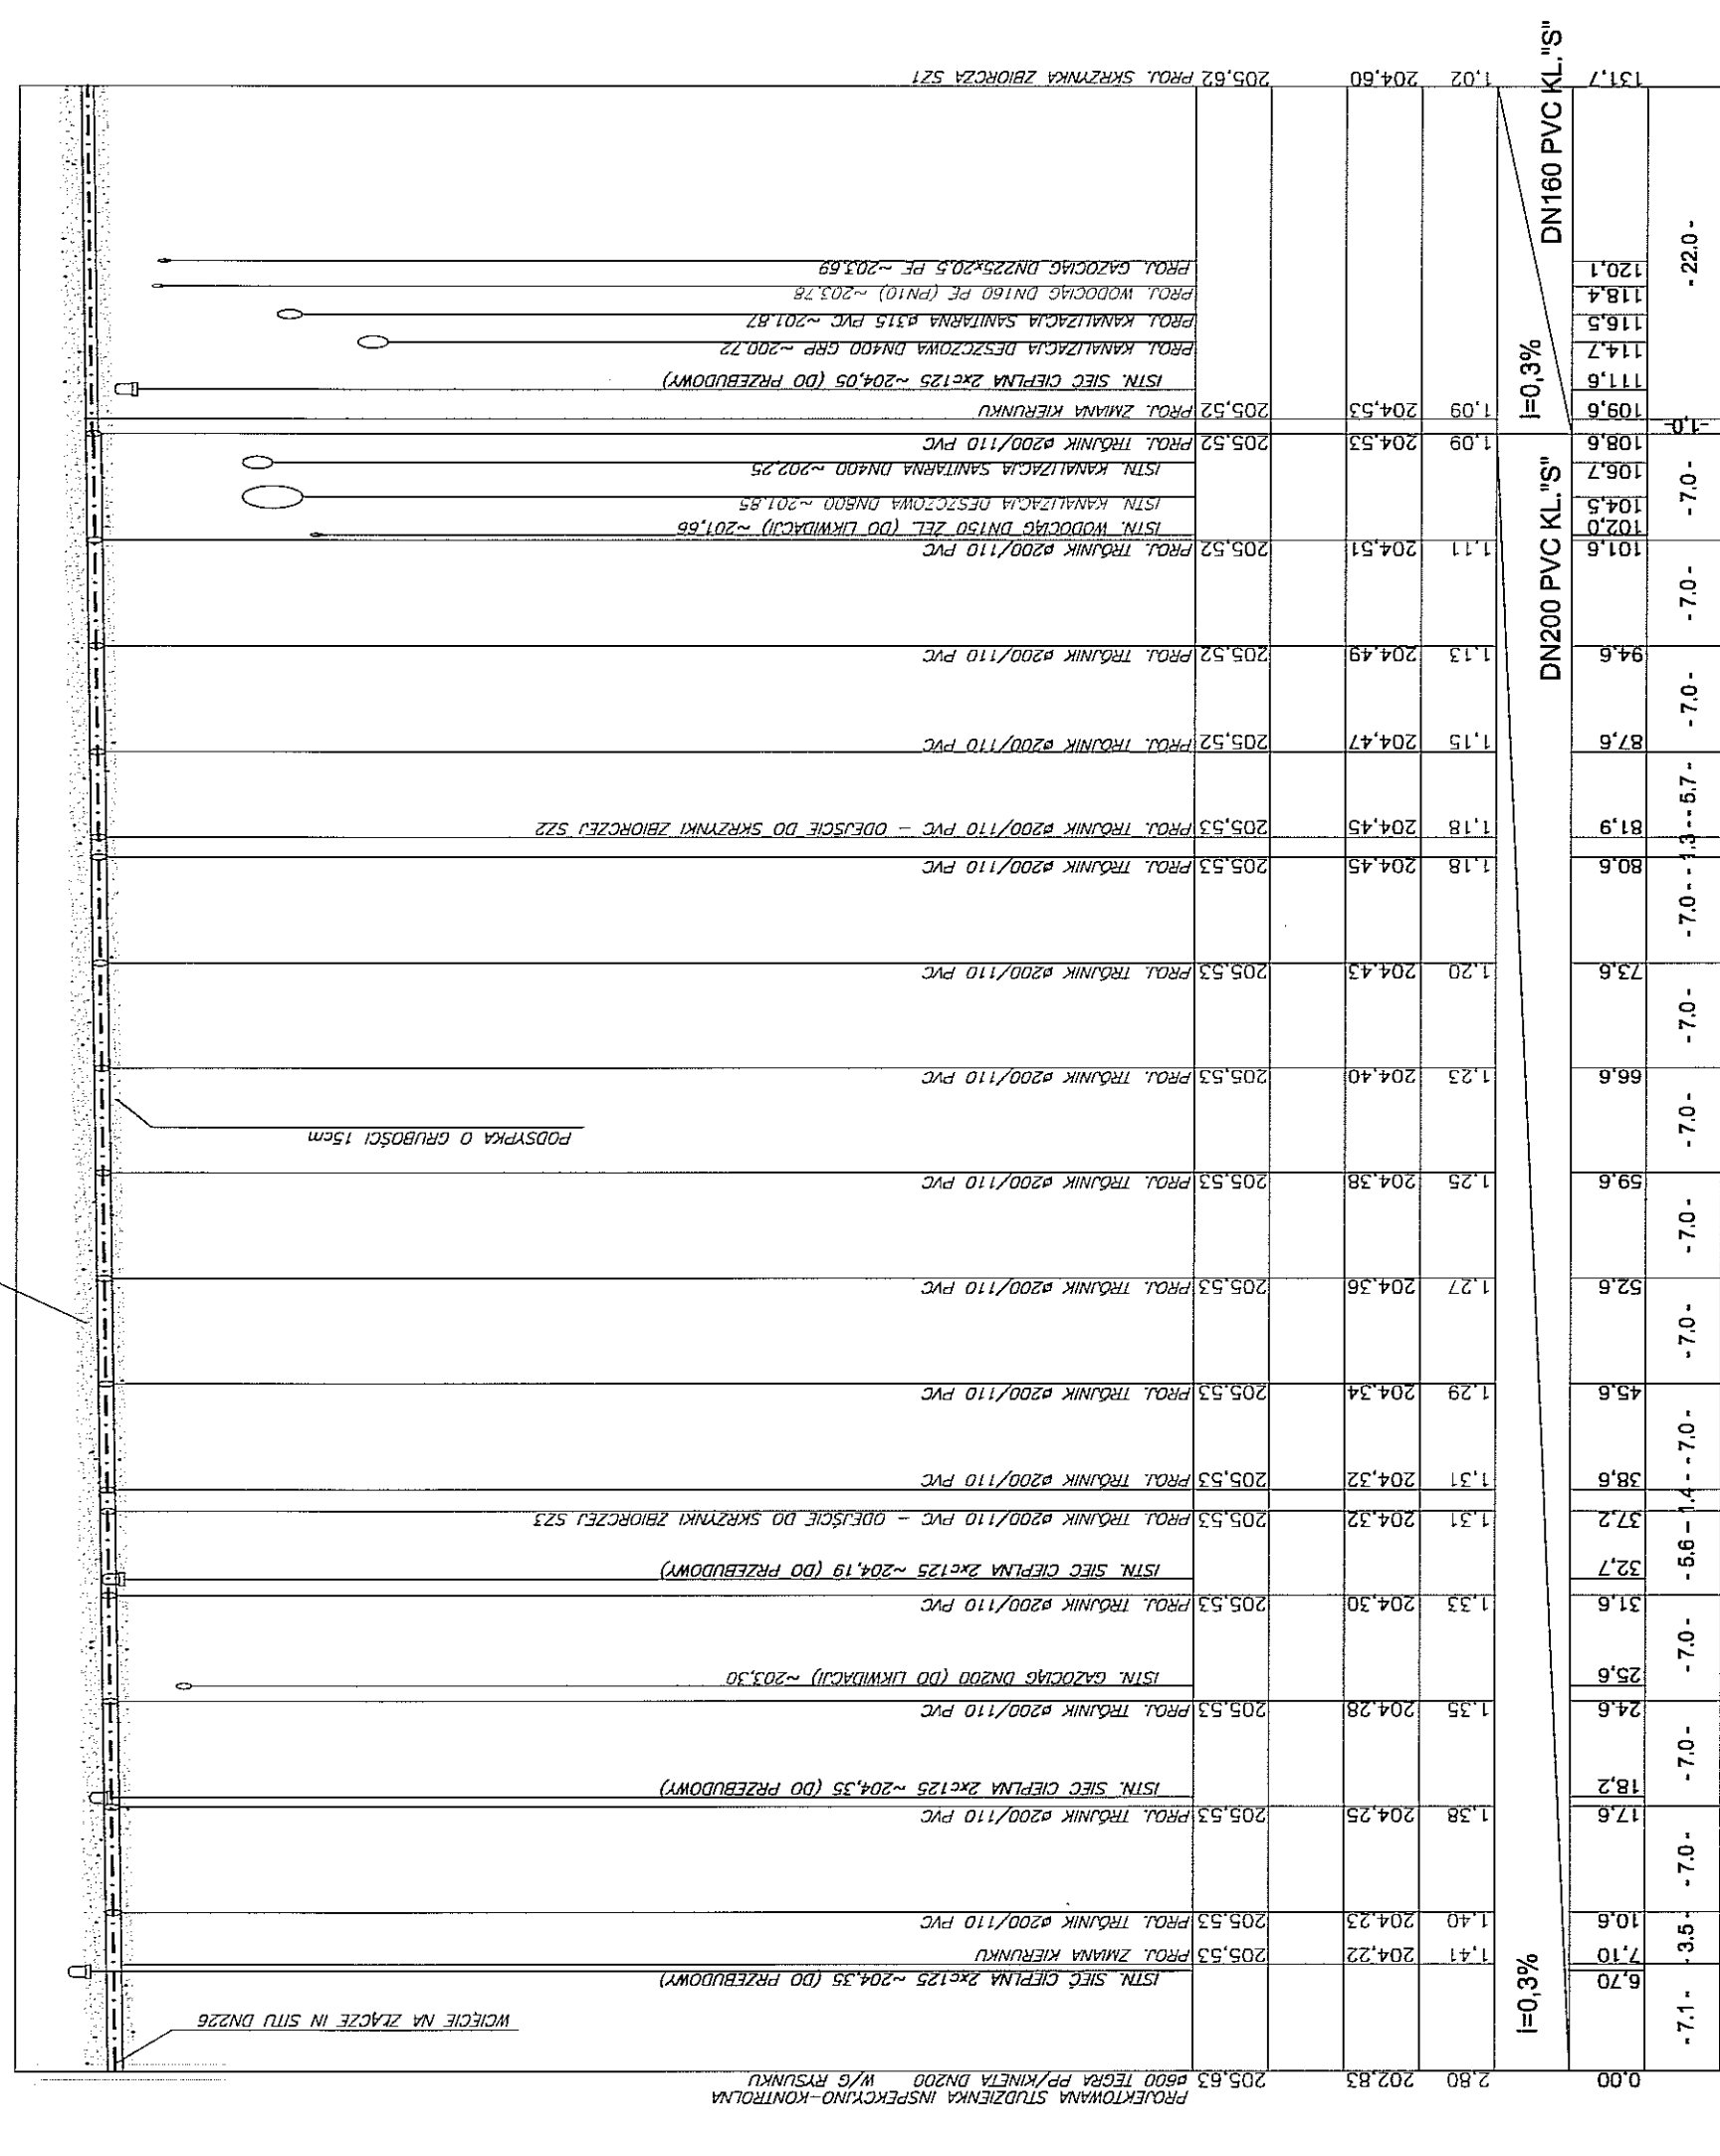 PROJEKTOWANA STUDZIENKA INSPEKCYJNO-KONTROLNA
0.00 2.80 202.83 205.63 ø600 TEGRA PP/KINETA DN200 W/G RYSUNKU
WCIĘCIE NA ZŁĄCZE IN SITU DN226
- 7.1 -
6.70 ISTN. SIEĆ CIEPLNA 2xc125 ~204,35 (DO PRZEBUDOWY)
i=0,3%
7,10 1,41 204,22 205,53 PROJ. ZMIANA KIERUNKU
- 3.5 -
10.6 1.40 204.23 205.53 PROJ. TRÓJNIK ø200/110 PVC
- 7.0 -
17.6 1.38 204.25 205.53 PROJ. TRÓJNIK ø200/110 PVC
18,2 ISTN. SIEĆ CIEPLNA 2xc125 ~204,35 (DO PRZEBUDOWY)
- 7.0 -
24.6 1.35 204.28 205.53 PROJ. TRÓJNIK ø200/110 PVC
25,6 ISTN. GAZOCIĄG DN200 (DO LIKWIDACJI) ~203,30
- 7.0 -
31.6 1.33 204.30 205.53 PROJ. TRÓJNIK ø200/110 PVC
32,7 ISTN. SIEĆ CIEPLNA 2xc125 ~204,19 (DO PRZEBUDOWY)
- 5.6 -
37.2 1.31 204.32 205.53 PROJ. TRÓJNIK ø200/110 PVC – ODEJŚCIE DO SKRZYNKI ZBIORCZEJ SZ3
1.4 -
38,6 1,31 204,32 205,53 PROJ. TRÓJNIK ø200/110 PVC
- 7.0 -
45.6 1.29 204.34 205.53 PROJ. TRÓJNIK ø200/110 PVC
- 7.0 -
52.6 1.27 204.36 205.53 PROJ. TRÓJNIK ø200/110 PVC
- 7.0 -
59.6 1.25 204.38 205.53 PROJ. TRÓJNIK ø200/110 PVC
PODSYPKA O GRUBOŚCI 15cm
- 7.0 -
66.6 1.23 204.40 205.53 PROJ. TRÓJNIK ø200/110 PVC
- 7.0 -
73.6 1.20 204.43 205.53 PROJ. TRÓJNIK ø200/110 PVC
- 7.0 -
80.6 1.18 204.45 205.53 PROJ. TRÓJNIK ø200/110 PVC
- 1.3 -
81,9 1,18 204,45 205,53 PROJ. TRÓJNIK ø200/110 PVC – ODEJŚCIE DO SKRZYNKI ZBIORCZEJ SZ2
- 5.7 -
87,6 1,15 204,47 205,52 PROJ. TRÓJNIK ø200/110 PVC
- 7.0 -
94.6 1.13 204.49 205.52 PROJ. TRÓJNIK ø200/110 PVC
DN200 PVC KL."S"
- 7.0 -
101.6 1.11 204.51 205.52 PROJ. TRÓJNIK ø200/110 PVC
102,0 ISTN. WODOCIĄG DN150 ŻEL. (DO LIKWIDACJI) ~201,66
104.5 ISTN. KANALIZACJA DESZCZOWA DN800 ~201.85
106.7 ISTN. KANALIZACJA SANITARNA DN400 ~202.25
- 7.0 -
108.6 1.09 204.53 205.52 PROJ. TRÓJNIK ø200/110 PVC
-1,0-
109,6 1,09 204,53 205,52 PROJ. ZMIANA KIERUNKU
i=0,3%
111,6 ISTN. SIEĆ CIEPLNA 2xc125 ~204,05 (DO PRZEBUDOWY)
114.7 PROJ. KANALIZACJA DESZCZOWA DN400 GRP ~200.72
116.5 PROJ. KANALIZACJA SANITARNA ø315 PVC ~201.87
118.4 PROJ. WODOCIĄG DN160 PE (PN10) ~203.78
120.1 PROJ. GAZOCIĄG DN225x20.5 PE ~203.69
- 22.0 -
DN160 PVC KL."S"
131,7 1,02 204,60 205,62 PROJ. SKRZYNKA ZBIORCZA SZ1